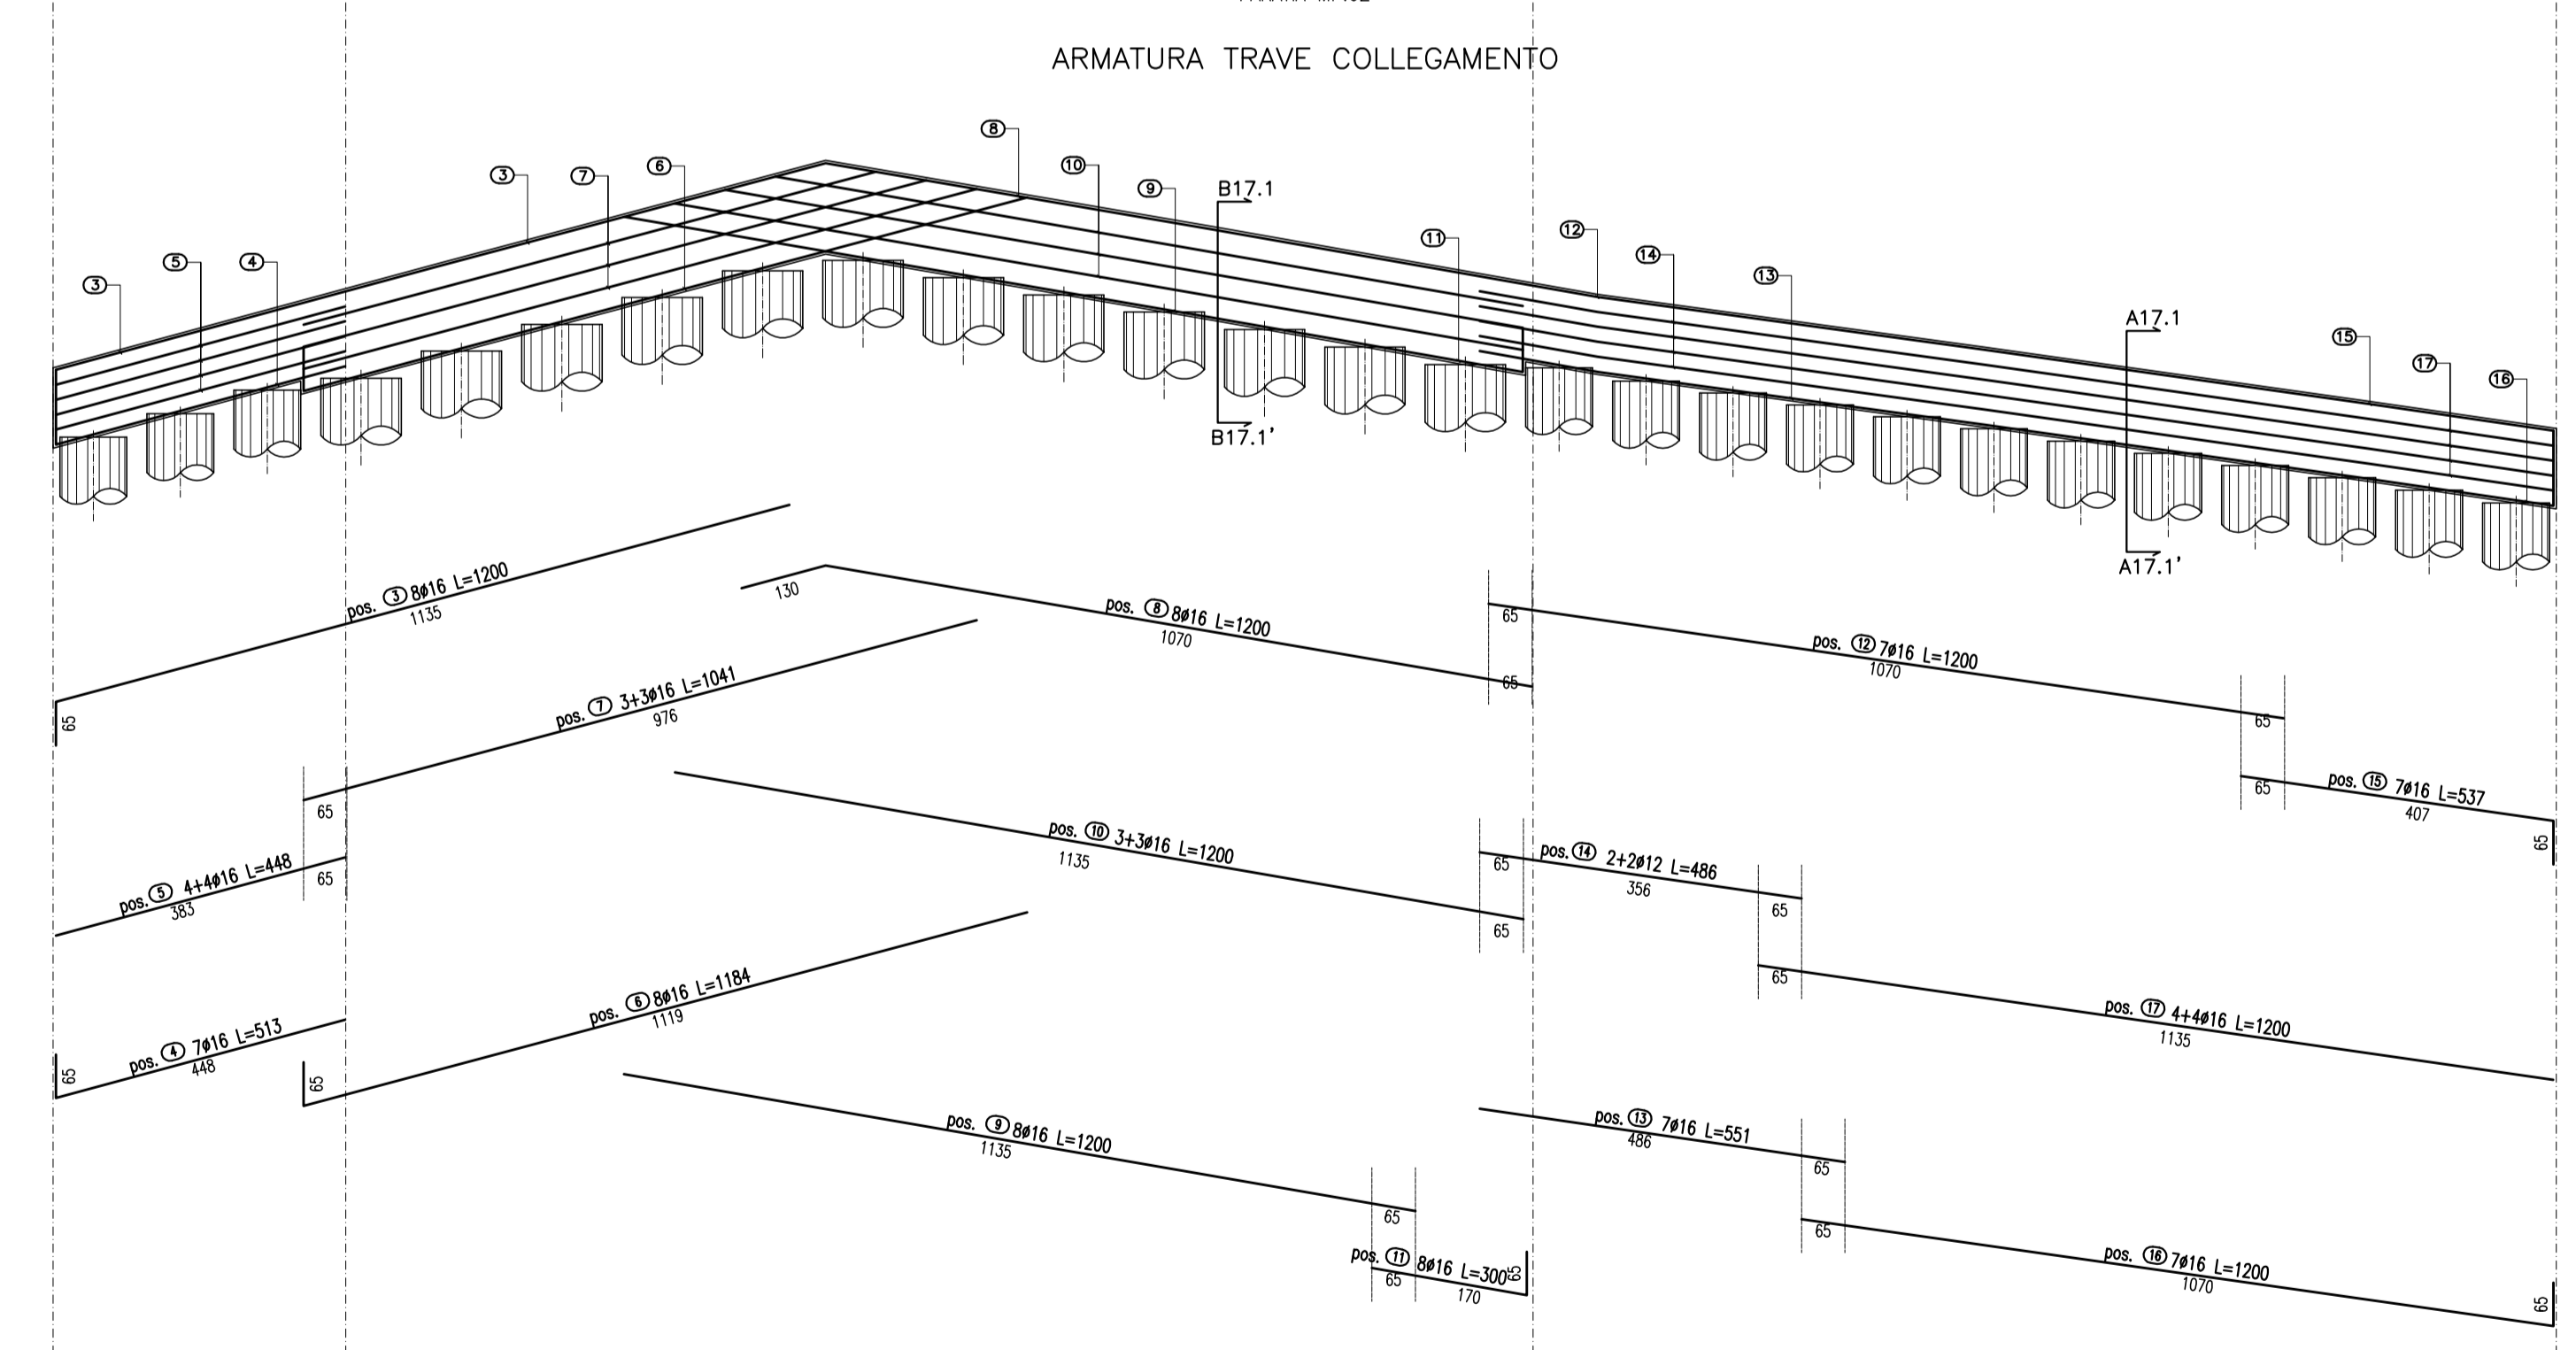 ARMATURA TRAVE COLLEGAMENTO
8
3
7
6
10
9
B17.1
11
12
14
13
5
4
3
A17.1
15
17
16
B17.1'
A17.1'
pos. 3 8ø16 L=1200
1135
65
130
pos. 8 8ø16 L=1200
1070
65
65
pos. 12 7ø16 L=1200
1070
65
pos. 7 3+3ø16 L=1041
976
65
65
pos. 15 7ø16 L=537
407
65
pos. 10 3+3ø16 L=1200
1135
65
65
pos. 14 2+2ø12 L=486
356
65
pos. 5 4+4ø16 L=448
383
65
65
pos. 17 4+4ø16 L=1200
1135
pos. 6 8ø16 L=1184
1119
65
pos. 4 7ø16 L=513
448
65
pos. 9 8ø16 L=1200
1135
65
pos. 13 7ø16 L=551
486
65
pos. 11 8ø16 L=300
65
170
65
65
pos. 16 7ø16 L=1200
1070
65